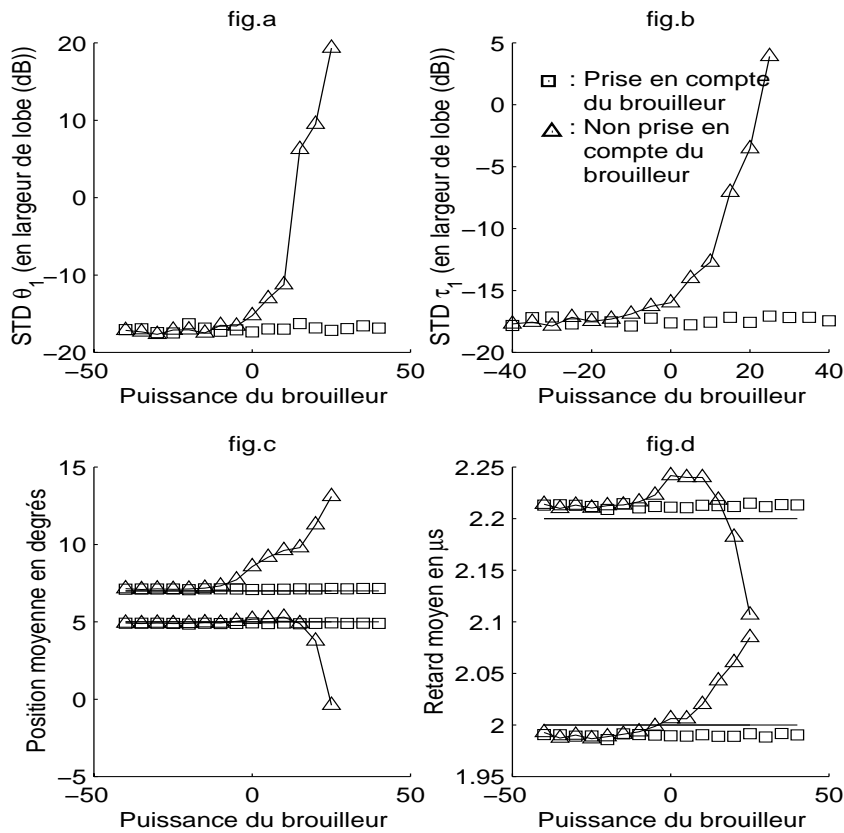 fig.a
STD θ1 (en largeur de lobe (dB))
20
10
0
−10
−20
−50
0
50
Puissance du brouilleur
fig.b
STD τ1 (en largeur de lobe (dB))
5
0
−5
−10
−15
−20
−40
−20
0
20
40
Puissance du brouilleur
: Prise en compte
du brouilleur
: Non prise en
compte du
brouilleur
fig.c
Position moyenne en degrés
15
10
5
0
−5
−50
0
50
Puissance du brouilleur
fig.d
Retard moyen en μs
2.25
2.2
2.15
2.1
2.05
2
1.95
−50
0
50
Puissance du brouilleur